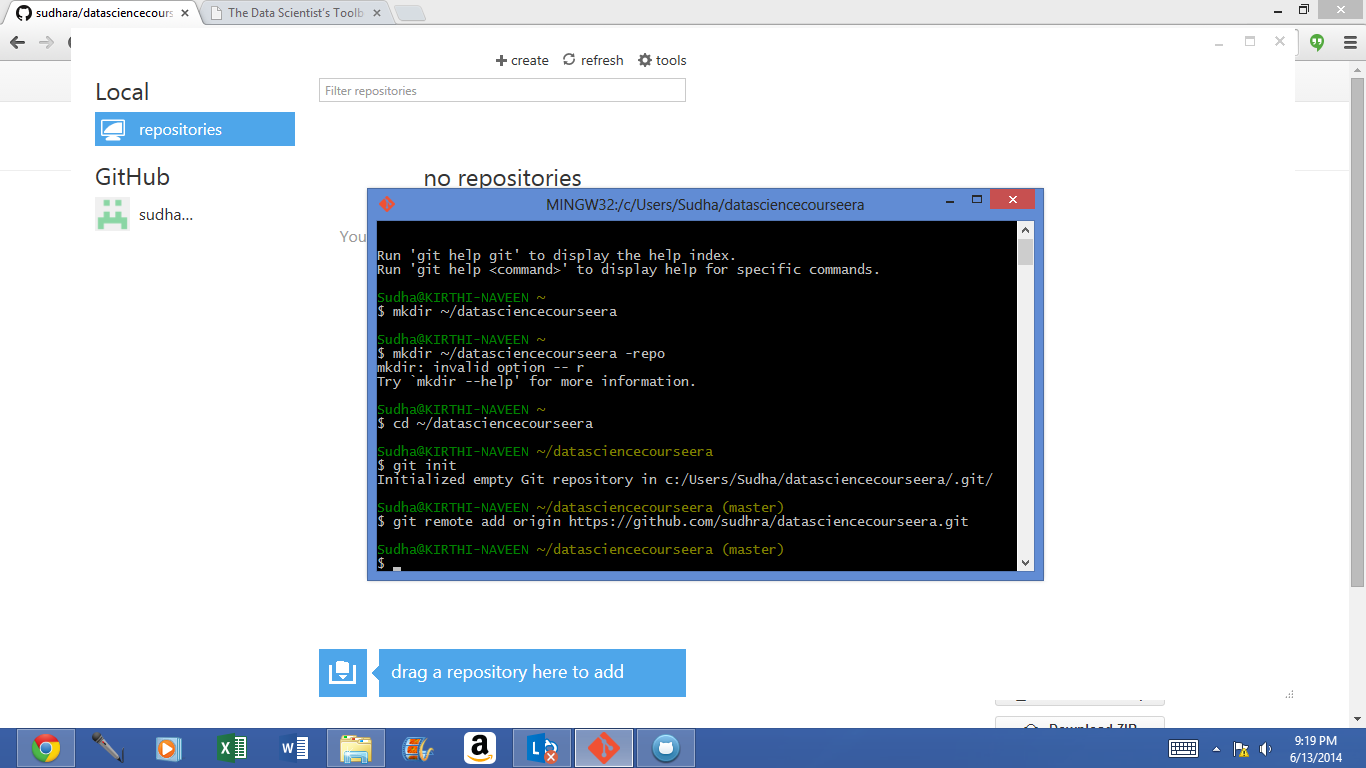 sudhara/datasciencecours
The Data Scientist's Toolb
create
refresh
tools
Local
Filter repositories
repositories
GitHub
no repositories
sudha...
You
MINGW32:/c/Users/Sudha/datasciencecourseera
Run 'git help git' to display the help index.
Run 'git help <command>' to display help for specific commands.
Sudha@KIRTHI-NAVEEN ~
$ mkdir ~/datasciencecourseera
Sudha@KIRTHI-NAVEEN ~
$ mkdir ~/datasciencecourseera -repo
mkdir: invalid option -- r
Try `mkdir --help' for more information.
Sudha@KIRTHI-NAVEEN ~
$ cd ~/datasciencecourseera
Sudha@KIRTHI-NAVEEN ~/datasciencecourseera
$ git init
Initialized empty Git repository in c:/Users/Sudha/datasciencecourseera/.git/
Sudha@KIRTHI-NAVEEN ~/datasciencecourseera (master)
$ git remote add origin https://github.com/sudhra/datasciencecourseera.git
Sudha@KIRTHI-NAVEEN ~/datasciencecourseera (master)
$
drag a repository here to add
Download ZIP
9:19 PM
6/13/2014